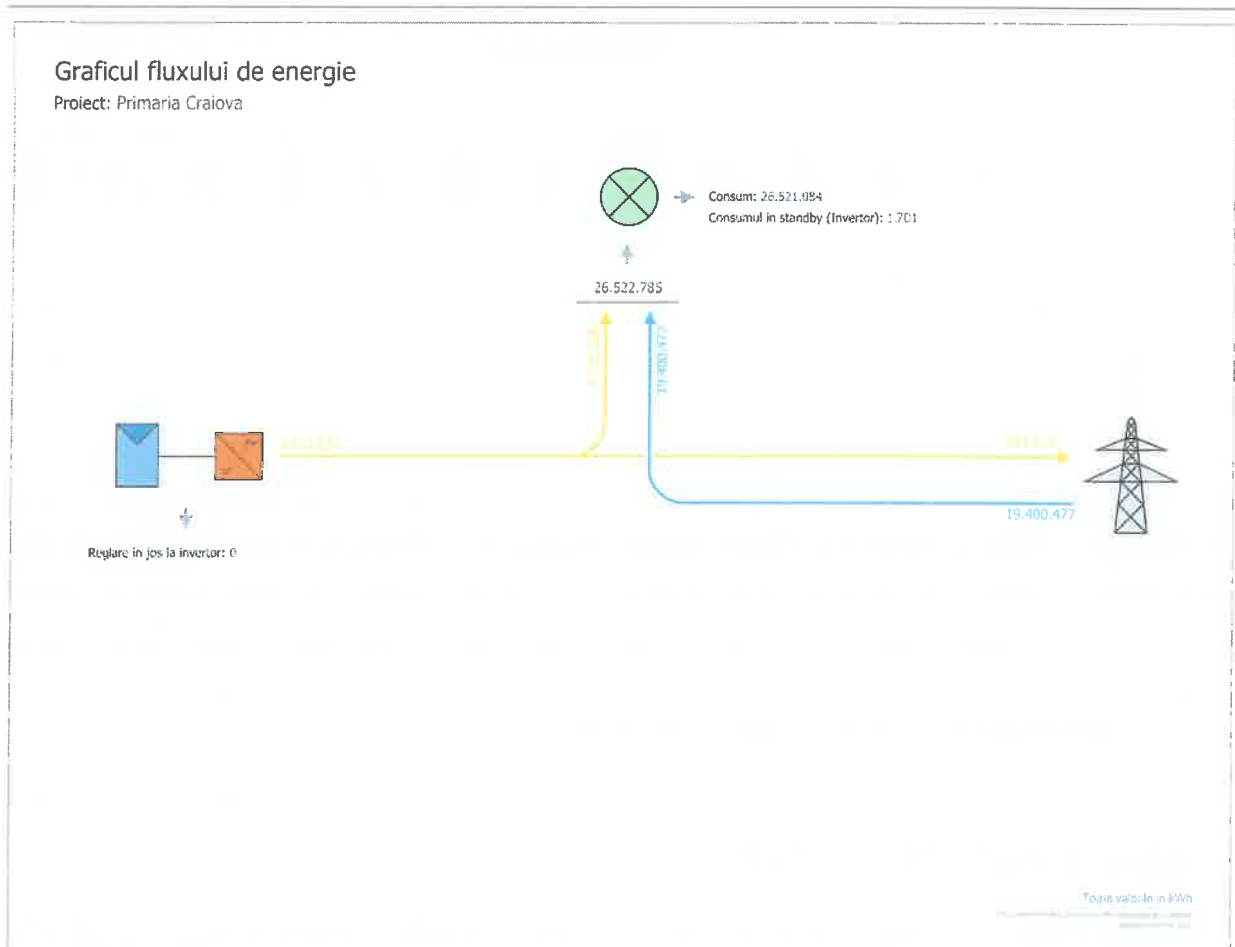 Graficul fluxului de energie
Proiect: Primaria Craiova
Consum: 26.521.084
Consumul in standby (Invertor): 1.701
26.522.785
19.400.477
19.400.477
Reglare in jos la invertor: 0
Toate valorile in kWh